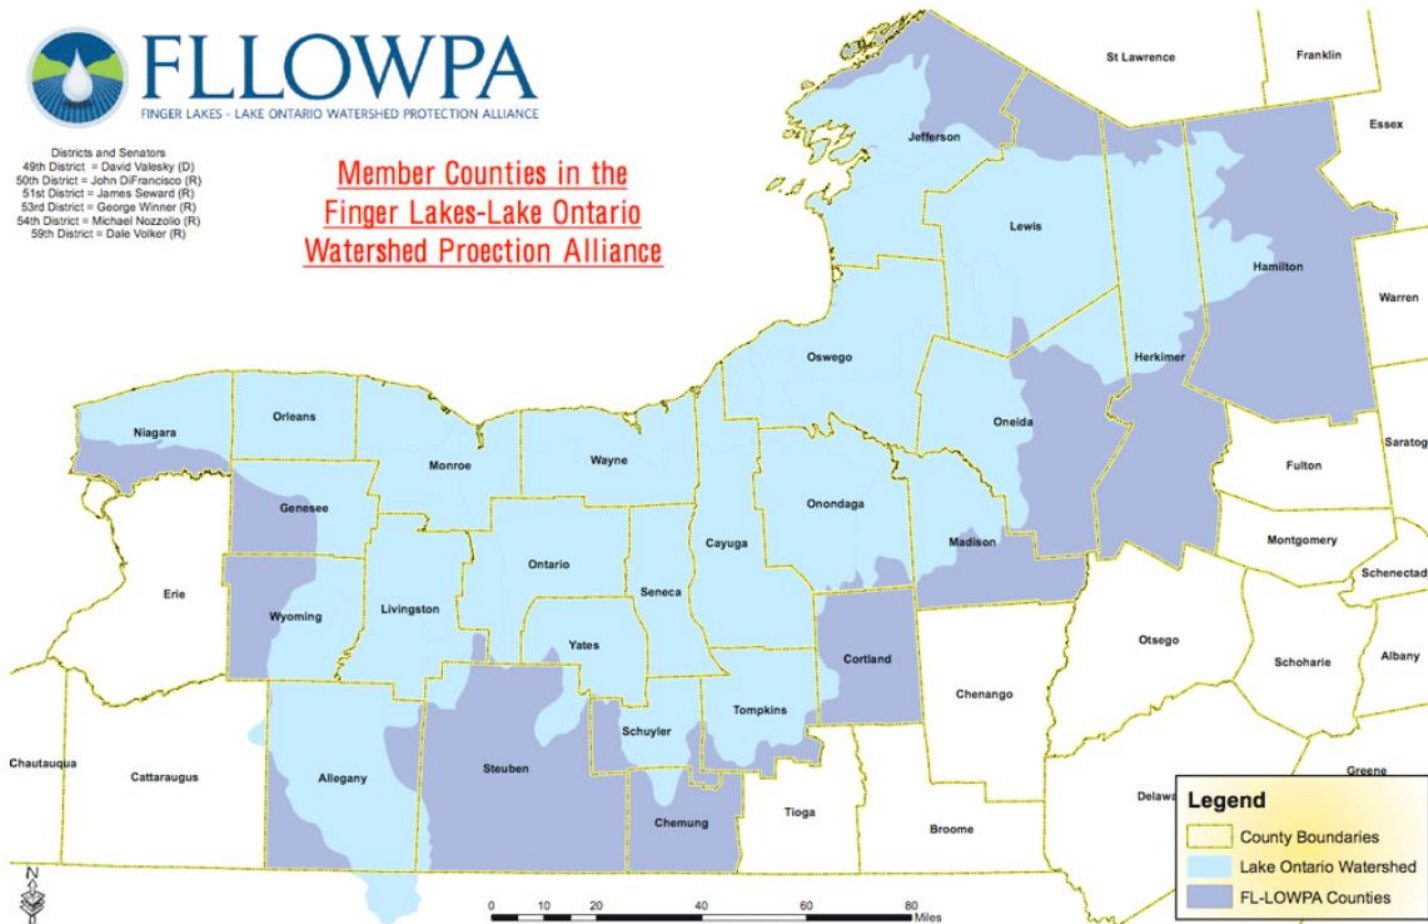 FLLOWPA
FINGER LAKES - LAKE ONTARIO WATERSHED PROTECTION ALLIANCE
Districts and Senators
49th District = David Valesky (D)
50th District = John DiFrancisco (R)
51st District = James Seward (R)
53rd District = George Winner (R)
54th District = Michael Nozzolio (R)
59th District = Dale Volker (R)
Member Counties in the
Finger Lakes-Lake Ontario
Watershed Proection Alliance
St Lawrence
Franklin
Essex
Jefferson
Lewis
Hamilton
Warren
Oswego
Herkimer
Niagara
Orleans
Oneida
Saratog
Monroe
Wayne
Fulton
Genesee
Onondaga
Cayuga
Madison
Montgomery
Ontario
Schenectad
Erie
Seneca
Wyoming
Livingston
Yates
Otsego
Cortland
Schoharie
Albany
Chenango
Tompkins
Schuyler
Chautauqua
Cattaraugus
Allegany
Steuben
Greene
Delawa
Chemung
Tioga
Broome
Legend
County Boundaries
Lake Ontario Watershed
FL-LOWPA Counties
N
0 10 20 40 60 80
Miles